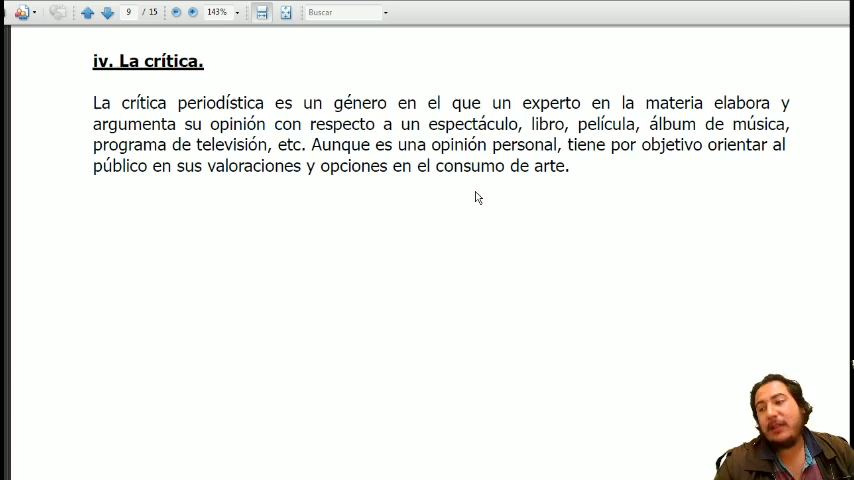 9 / 15 143% Buscar
iv. La crítica.
La crítica periodística es un género en el que un experto en la materia elabora y
argumenta su opinión con respecto a un espectáculo, libro, película, álbum de música,
programa de televisión, etc. Aunque es una opinión personal, tiene por objetivo orientar al
público en sus valoraciones y opciones en el consumo de arte.